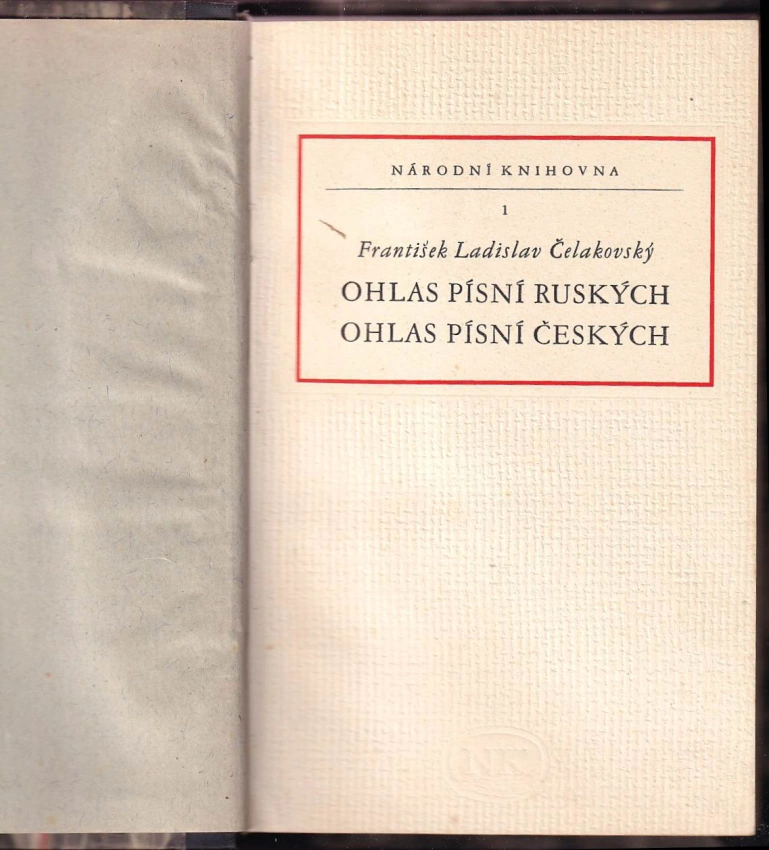 NÁRODNÍ KNIHOVNA
1
František Ladislav Čelakovský
OHLAS PÍSNÍ RUSKÝCH
OHLAS PÍSNÍ ČESKÝCH
NK